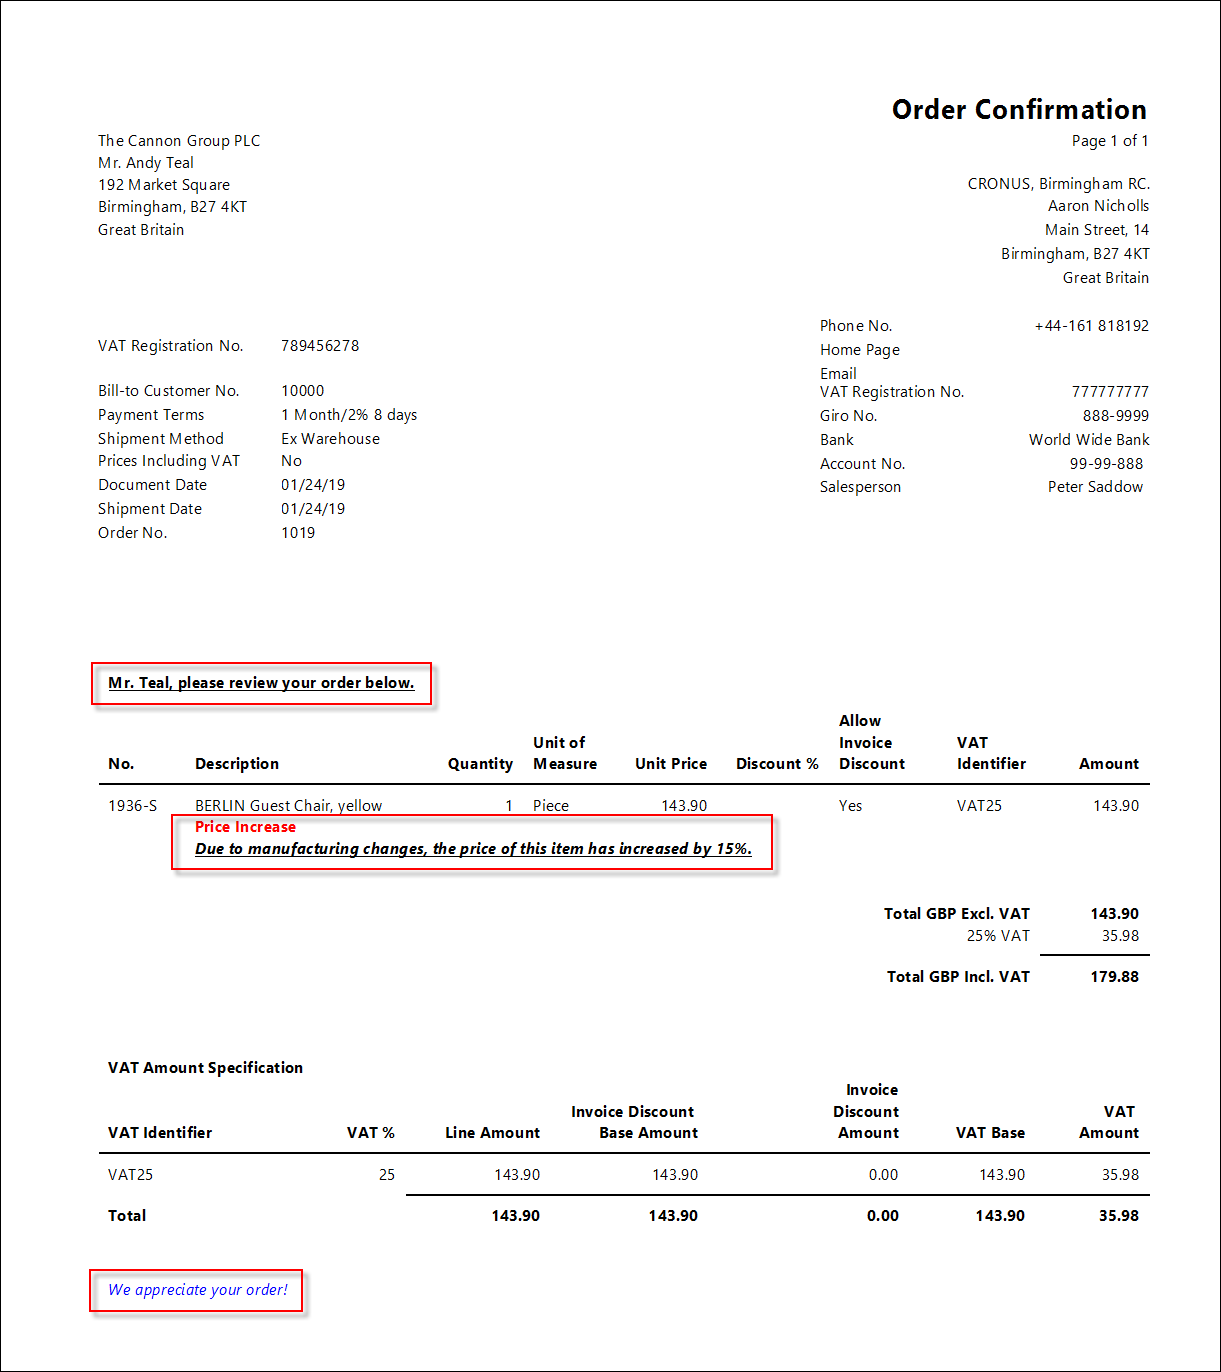 Order Confirmation
Page 1 of 1
The Cannon Group PLC
Mr. Andy Teal
192 Market Square
Birmingham, B27 4KT
Great Britain
CRONUS, Birmingham RC.
Aaron Nicholls
Main Street, 14
Birmingham, B27 4KT
Great Britain
VAT Registration No. 789456278
Bill-to Customer No. 10000
Payment Terms 1 Month/2% 8 days
Shipment Method Ex Warehouse
Prices Including VAT No
Document Date 01/24/19
Shipment Date 01/24/19
Order No. 1019
Phone No. +44-161 818192
Home Page
Email
VAT Registration No. 777777777
Giro No. 888-9999
Bank World Wide Bank
Account No. 99-99-888
Salesperson Peter Saddow
Mr. Teal, please review your order below.
Allow
Unit of Invoice VAT
No. Description Quantity Measure Unit Price Discount % Discount Identifier Amount
1936-S BERLIN Guest Chair, yellow 1 Piece 143.90 Yes VAT25 143.90
Price Increase
Due to manufacturing changes, the price of this item has increased by 15%.
Total GBP Excl. VAT 143.90
25% VAT 35.98
Total GBP Incl. VAT 179.88
VAT Amount Specification
Invoice
Invoice Discount Discount VAT
VAT Identifier VAT % Line Amount Base Amount Amount VAT Base Amount
VAT25 25 143.90 143.90 0.00 143.90 35.98
Total 143.90 143.90 0.00 143.90 35.98
We appreciate your order!